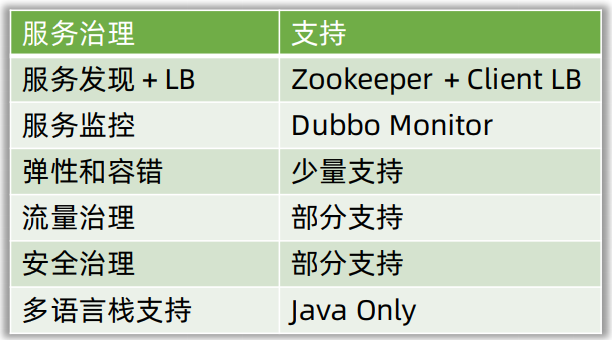 服务治理 支持
服务发现 + LB Zookeeper + Client LB
服务监控 Dubbo Monitor
弹性和容错 少量支持
流量治理 部分支持
安全治理 部分支持
多语言栈支持 Java Only